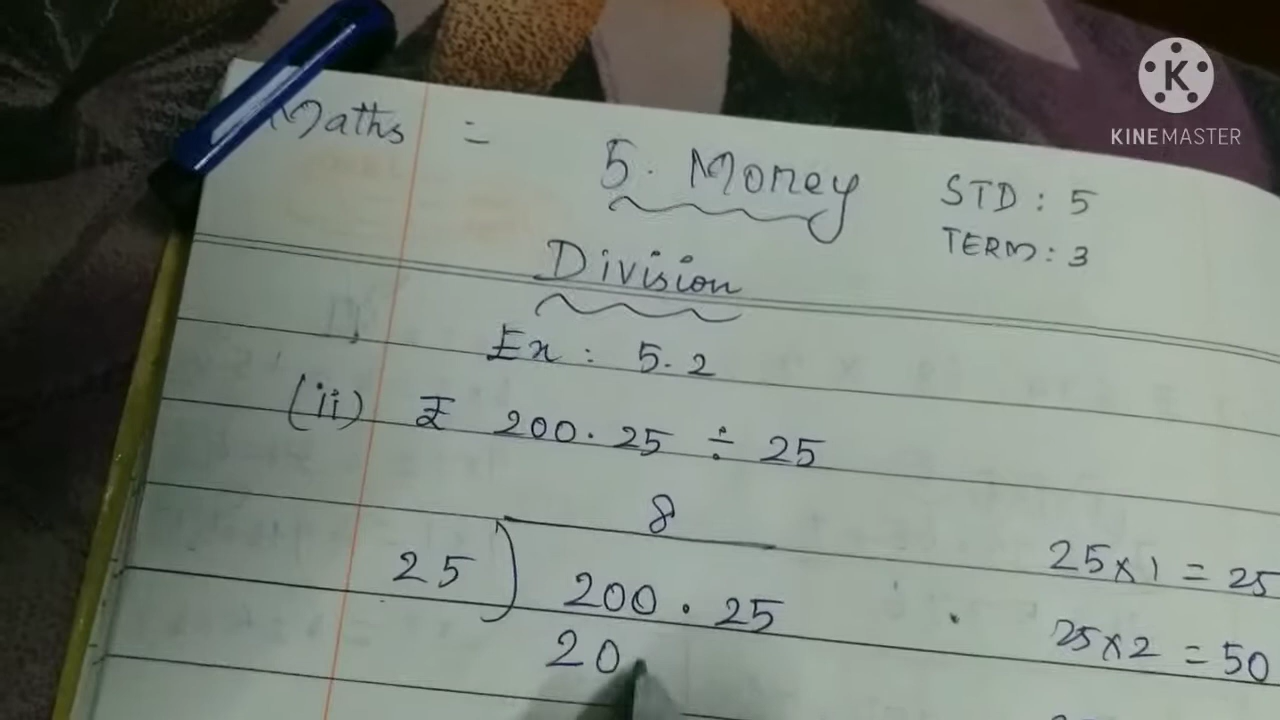 KINEMASTER
Maths =
5. Money
STD : 5
TERM : 3
Division
Ex : 5.2
(ii) ₹ 200.25 ÷ 25
8
25 ) 200.25
20
25×1 = 25
25×2 = 50